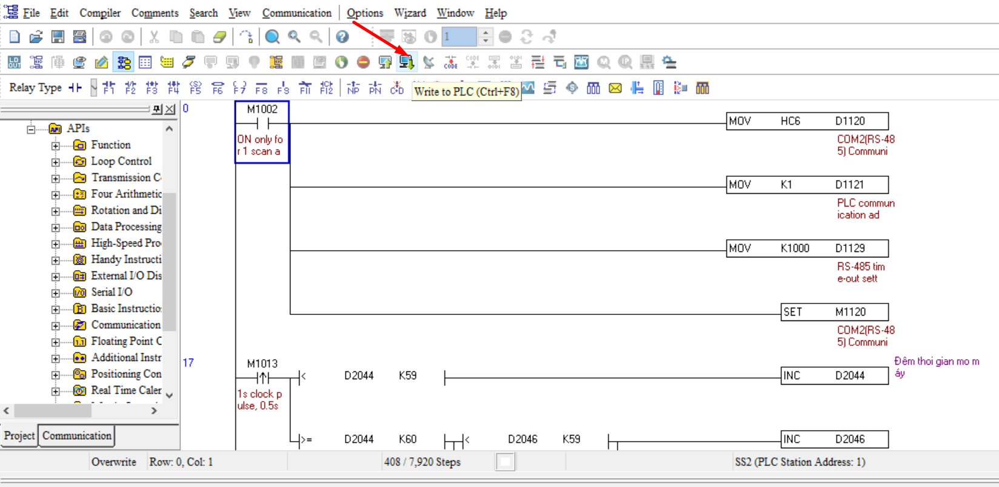 File Edit Compiler Comments Search View Communication Options Wizard Window Help
1
LD OUT CODE CODE
Relay Type F1 F2 F3 F4 F5 F6 F7 F8 F9 F11 F12 NP PN
Write to PLC (Ctrl+F8)
APIs
Function
Loop Control
Transmission C
Four Arithmetic
Rotation and Di
Data Processing
High-Speed Pro
Handy Instructi
External I/O Dis
Serial I/O
Basic Instructio
Communication
Floating Point C
Additional Instr
Positioning Con
Real Time Caler
Project Communication
0
M1002
ON only fo
r 1 scan a
MOV HC6 D1120
COM2(RS-48
5) Communi
MOV K1 D1121
PLC commun
ication ad
MOV K1000 D1129
RS-485 tim
e-out sett
SET M1120
COM2(RS-48
5) Communi
17
M1013
1s clock p
ulse, 0.5s
< D2044 K59
INC D2044
Đêm thoi gian mo m
áy
>= D2044 K60 < D2046 K59
INC D2046
Overwrite Row: 0, Col: 1 408 / 7,920 Steps SS2 (PLC Station Address: 1)